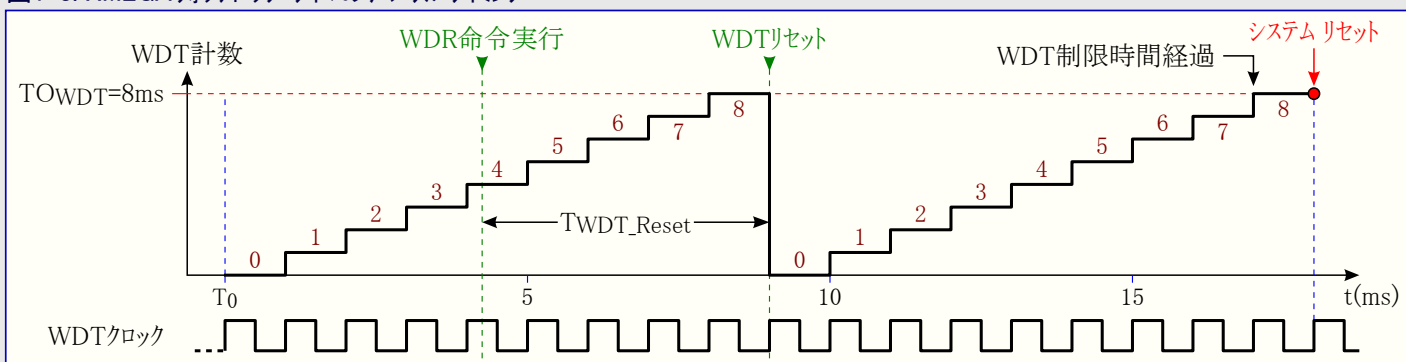 WDR命令実行
WDTリセット
システム リセット
WDT計数
WDT制限時間経過
TOWDT=8ms
0 1 2 3 4 5 6 7 8
TWDT_Reset
0 1 2 3 4 5 6 7 8
T0 5 10 15 t(ms)
WDTクロック